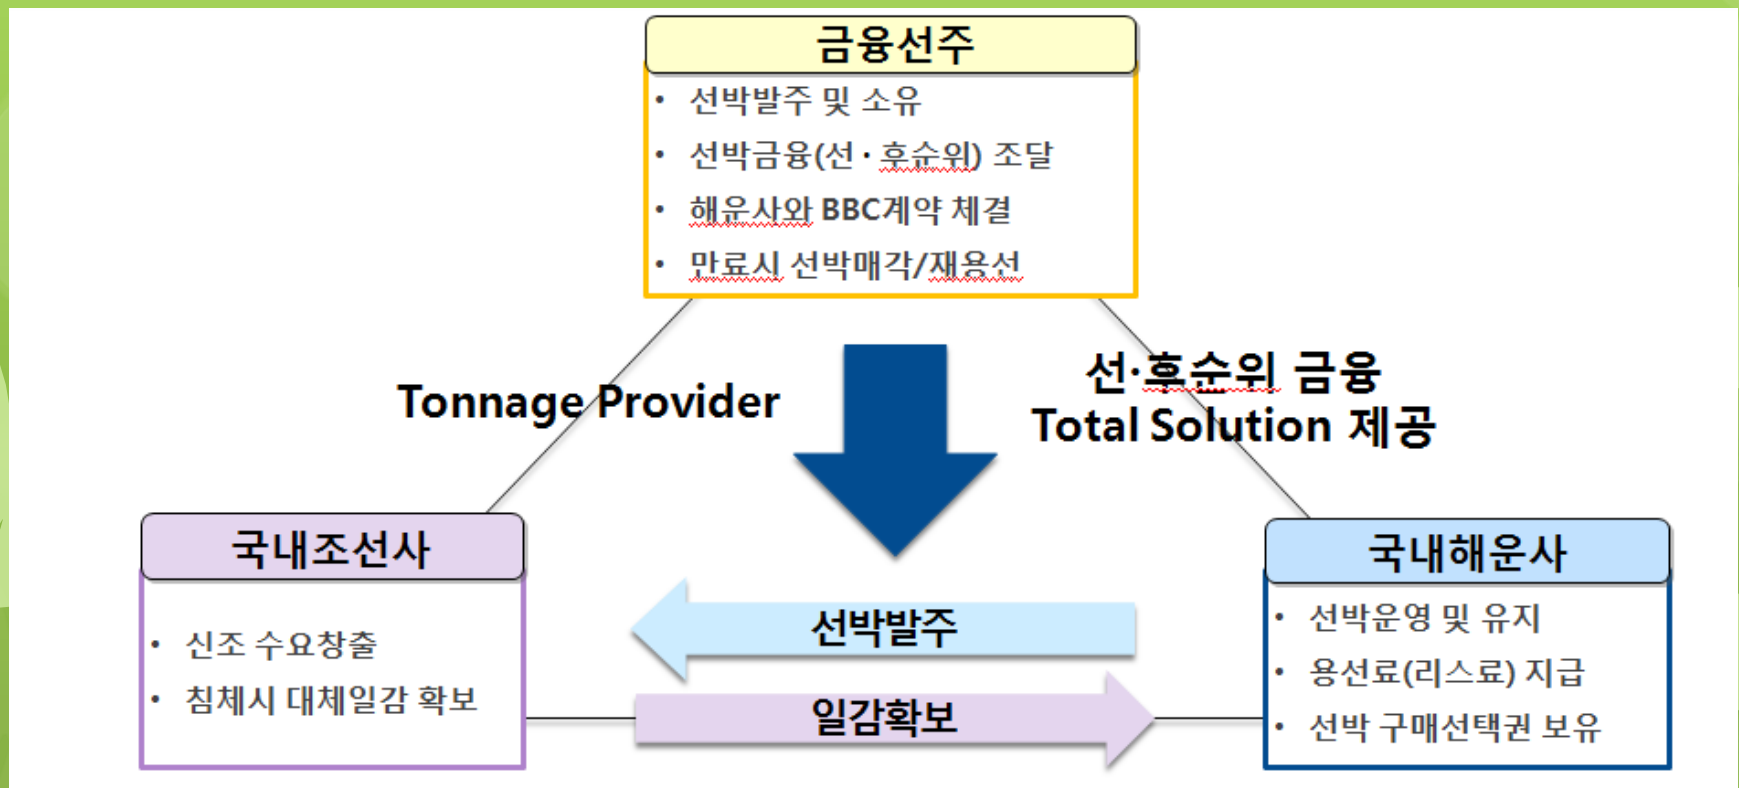 금융선주
• 선박발주 및 소유
• 선박금융(선·후순위) 조달
• 해운사와 BBC계약 체결
• 만료시 선박매각/재용선
Tonnage Provider
선·후순위 금융
Total Solution 제공
국내조선사
• 신조 수요창출
• 침체시 대체일감 확보
선박발주
일감확보
국내해운사
• 선박운영 및 유지
• 용선료(리스료) 지급
• 선박 구매선택권 보유